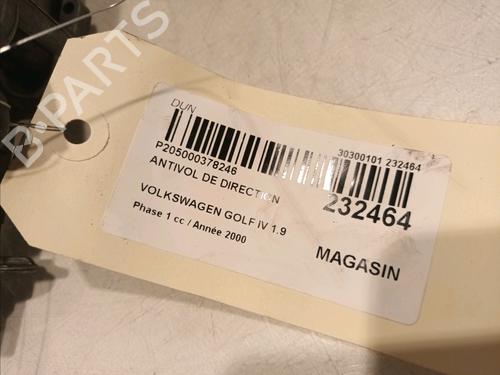 B-PARTS
DUN
P205000378246
30300101 232464
ANTIVOL DE DIRECTION
232464
VOLKSWAGEN GOLF IV 1.9
Phase 1 cc / Année 2000
MAGASIN